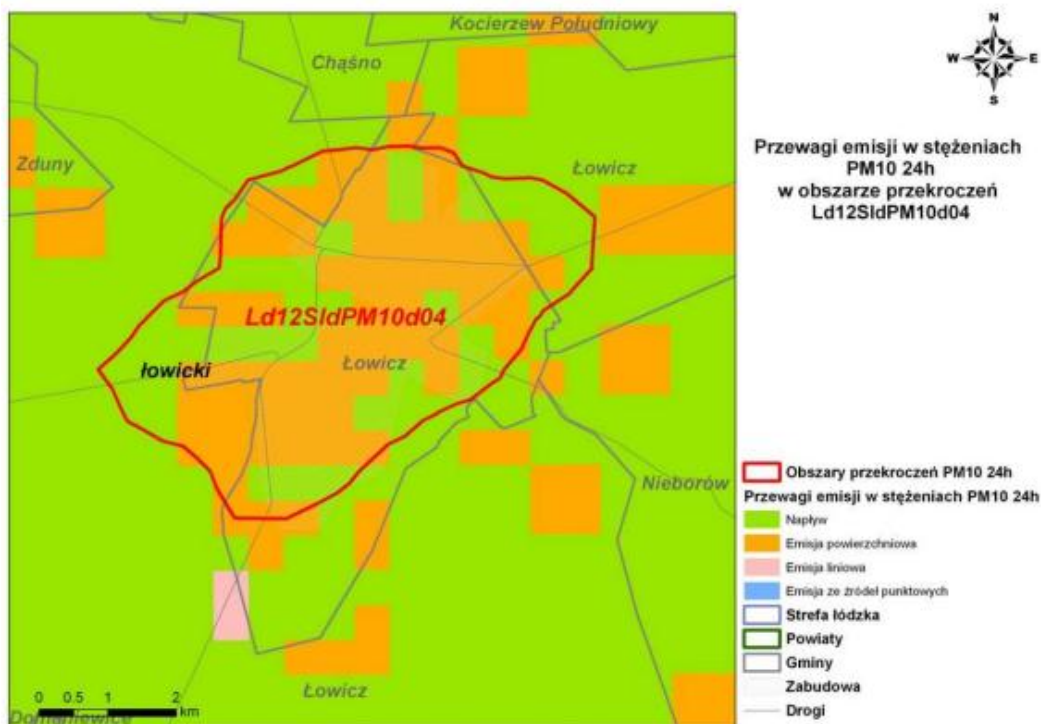 Kocierzew Południowy
Chąśno
Zduny
Łowicz
Ld12SldPM10d04
Łowicz
łowicki
Nieborów
Łowicz
Domaniewice
0 0.5 1 2
km
N
W E
S
Przewagi emisji w stężeniach
PM10 24h
w obszarze przekroczeń
Ld12SldPM10d04
Obszary przekroczeń PM10 24h
Przewagi emisji w stężeniach PM10 24h
Napływ
Emisja powierzchniowa
Emisja liniowa
Emisja ze źródeł punktowych
Strefa łódzka
Powiaty
Gminy
Zabudowa
Drogi